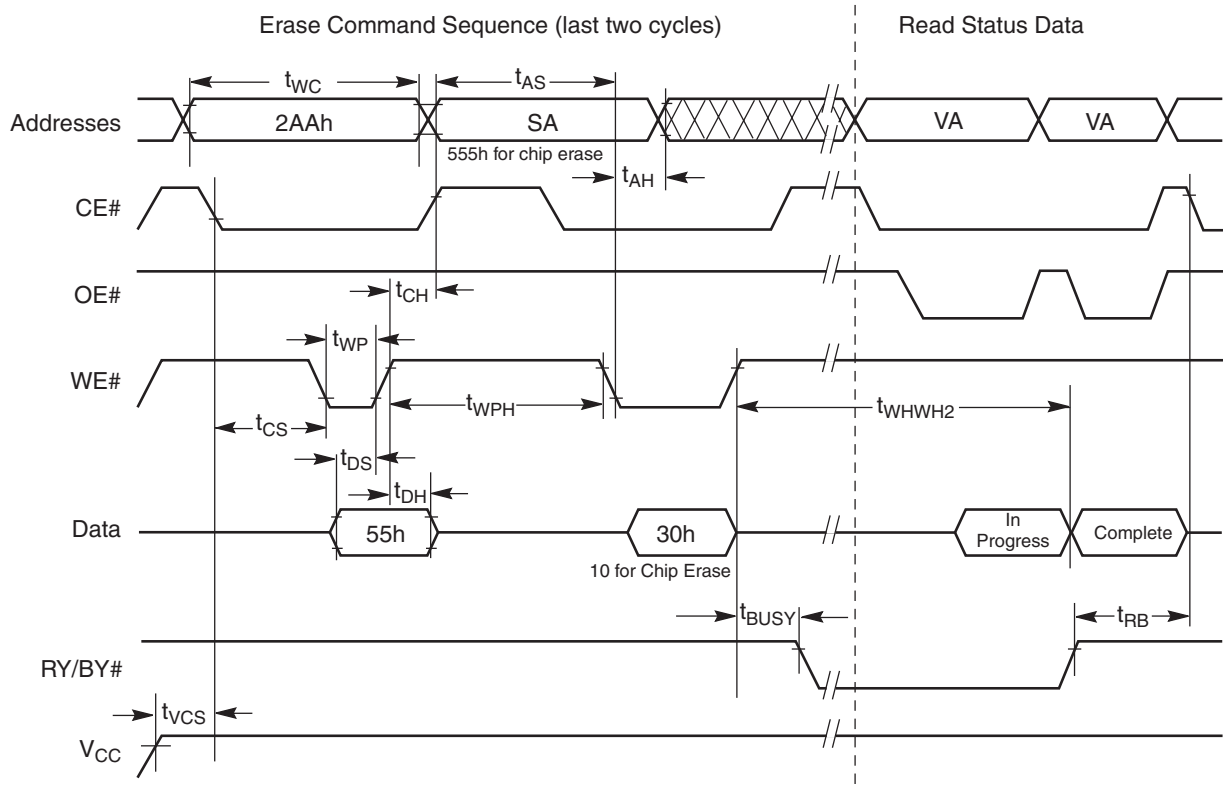 Erase Command Sequence (last two cycles)
Read Status Data
tWC
tAS
Addresses
2AAh
SA
VA
VA
555h for chip erase
tAH
CE#
OE#
tCH
tWP
WE#
tWPH
tWHWH2
tCS
tDS
tDH
Data
55h
30h
In
Progress
Complete
10 for Chip Erase
tBUSY
tRB
RY/BY#
tVCS
VCC